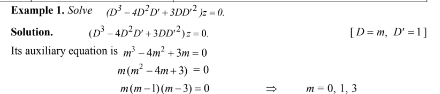 Example 1. Solve (D³ – 4D²D′ + 3DD′²)z = 0.
Solution. (D³ – 4D²D′ + 3DD′²) z = 0. [ D = m, D′ = 1 ]
Its auxiliary equation is m³ – 4m² + 3m = 0
m(m² – 4m + 3) = 0
m(m – 1)(m – 3) = 0 ⇒ m = 0, 1, 3